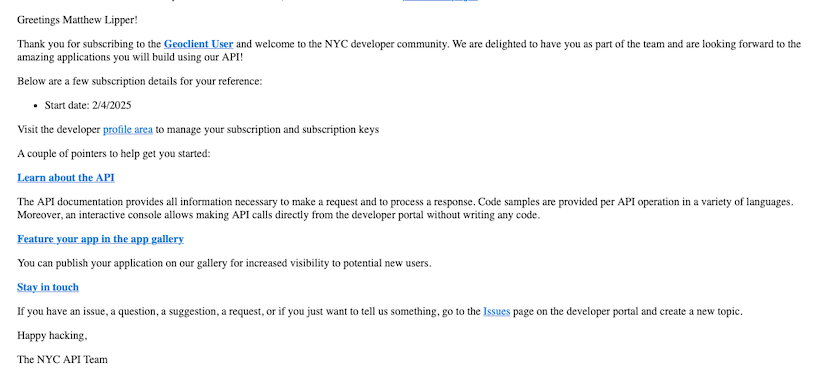 Greetings Matthew Lipper!
Thank you for subscribing to the Geoclient User and welcome to the NYC developer community. We are delighted to have you as part of the team and are looking forward to the
amazing applications you will build using our API!
Below are a few subscription details for your reference:
• Start date: 2/4/2025
Visit the developer profile area to manage your subscription and subscription keys
A couple of pointers to help get you started:
Learn about the API
The API documentation provides all information necessary to make a request and to process a response. Code samples are provided per API operation in a variety of languages.
Moreover, an interactive console allows making API calls directly from the developer portal without writing any code.
Feature your app in the app gallery
You can publish your application on our gallery for increased visibility to potential new users.
Stay in touch
If you have an issue, a question, a suggestion, a request, or if you just want to tell us something, go to the Issues page on the developer portal and create a new topic.
Happy hacking,
The NYC API Team